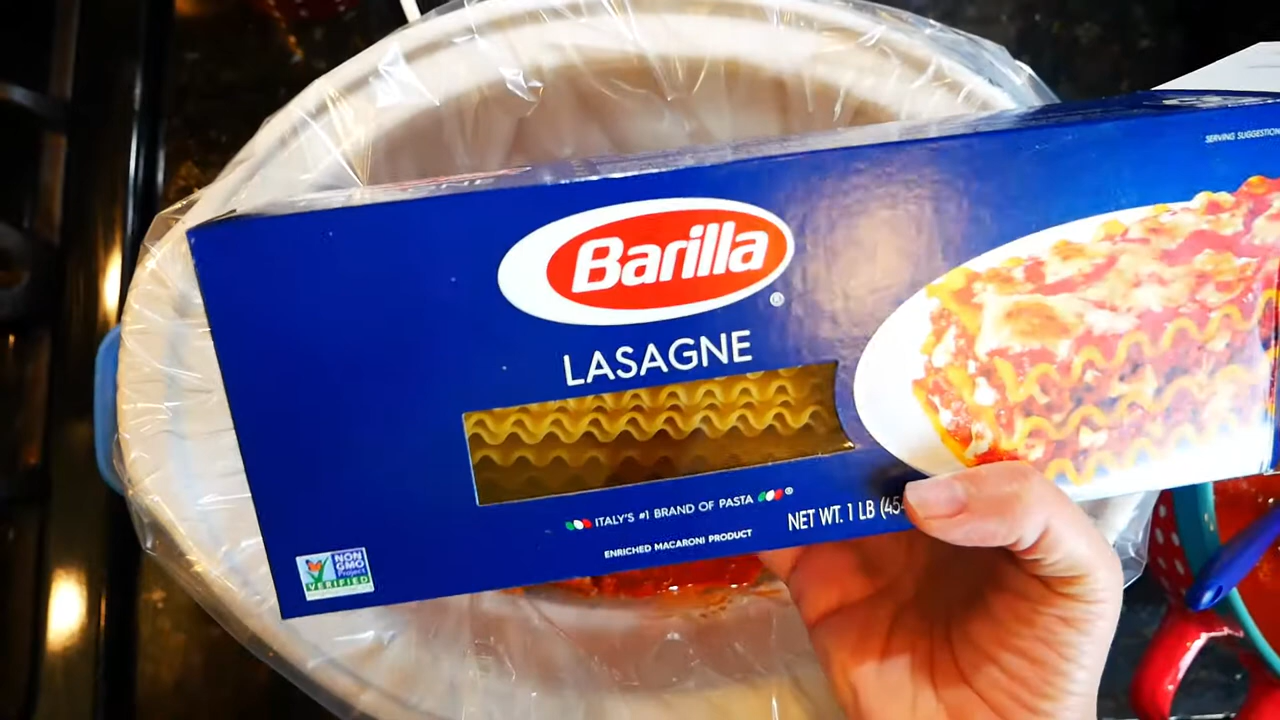 SERVING SUGGESTION
Barilla®
LASAGNE
ITALY'S #1 BRAND OF PASTA ®
ENRICHED MACARONI PRODUCT
NET WT. 1 LB (454
NON
GMO
Project
VERIFIED